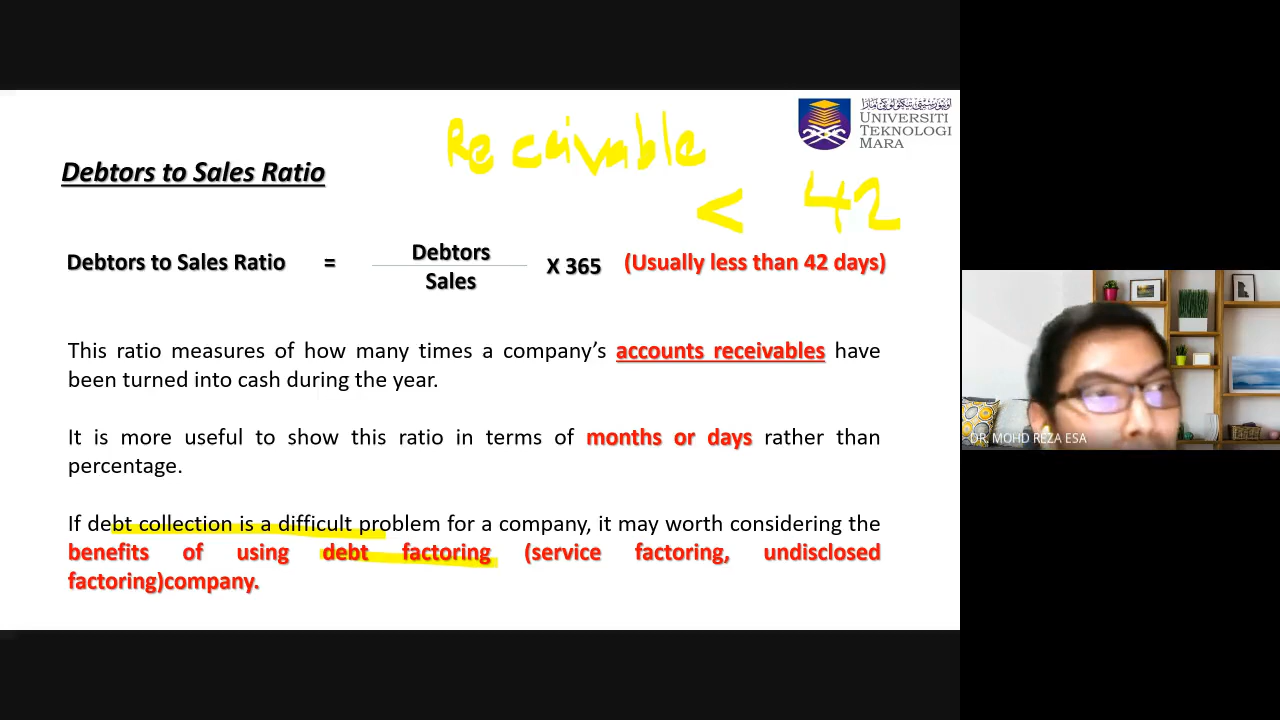 Receivable
< 42
UNIVERSITI
TEKNOLOGI
MARA
Debtors to Sales Ratio
Debtors to Sales Ratio = Debtors / Sales X 365 (Usually less than 42 days)
This ratio measures of how many times a company’s accounts receivables have
been turned into cash during the year.
It is more useful to show this ratio in terms of months or days rather than
percentage.
If debt collection is a difficult problem for a company, it may worth considering the
benefits of using debt factoring (service factoring, undisclosed
factoring)company.
DR. MOHD REZA ESA